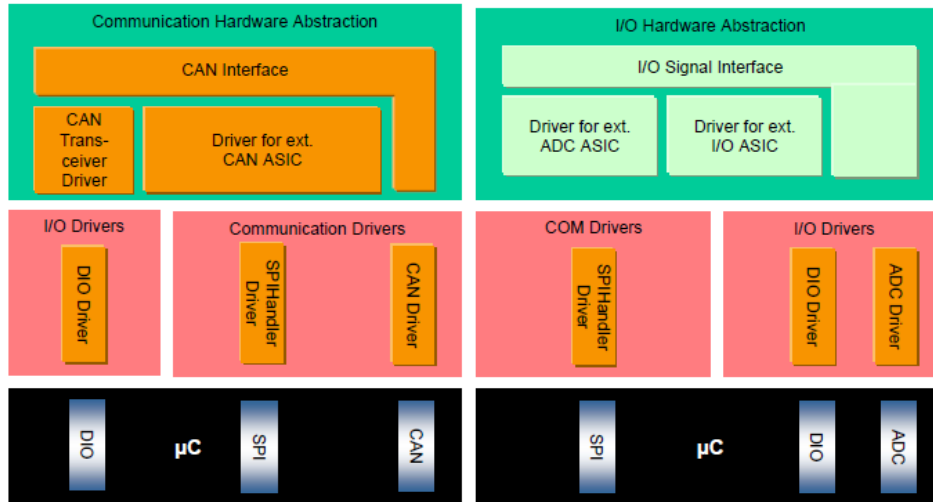 Communication Hardware Abstraction
CAN Interface
CAN
Trans-
ceiver
Driver
Driver for ext.
CAN ASIC
I/O Drivers
DIO Driver
Communication Drivers
SPIHandler
Driver
CAN Driver
DIO
µC
SPI
CAN
I/O Hardware Abstraction
I/O Signal Interface
Driver for ext.
ADC ASIC
Driver for ext.
I/O ASIC
COM Drivers
SPIHandler
Driver
I/O Drivers
DIO Driver
ADC Driver
SPI
µC
DIO
ADC